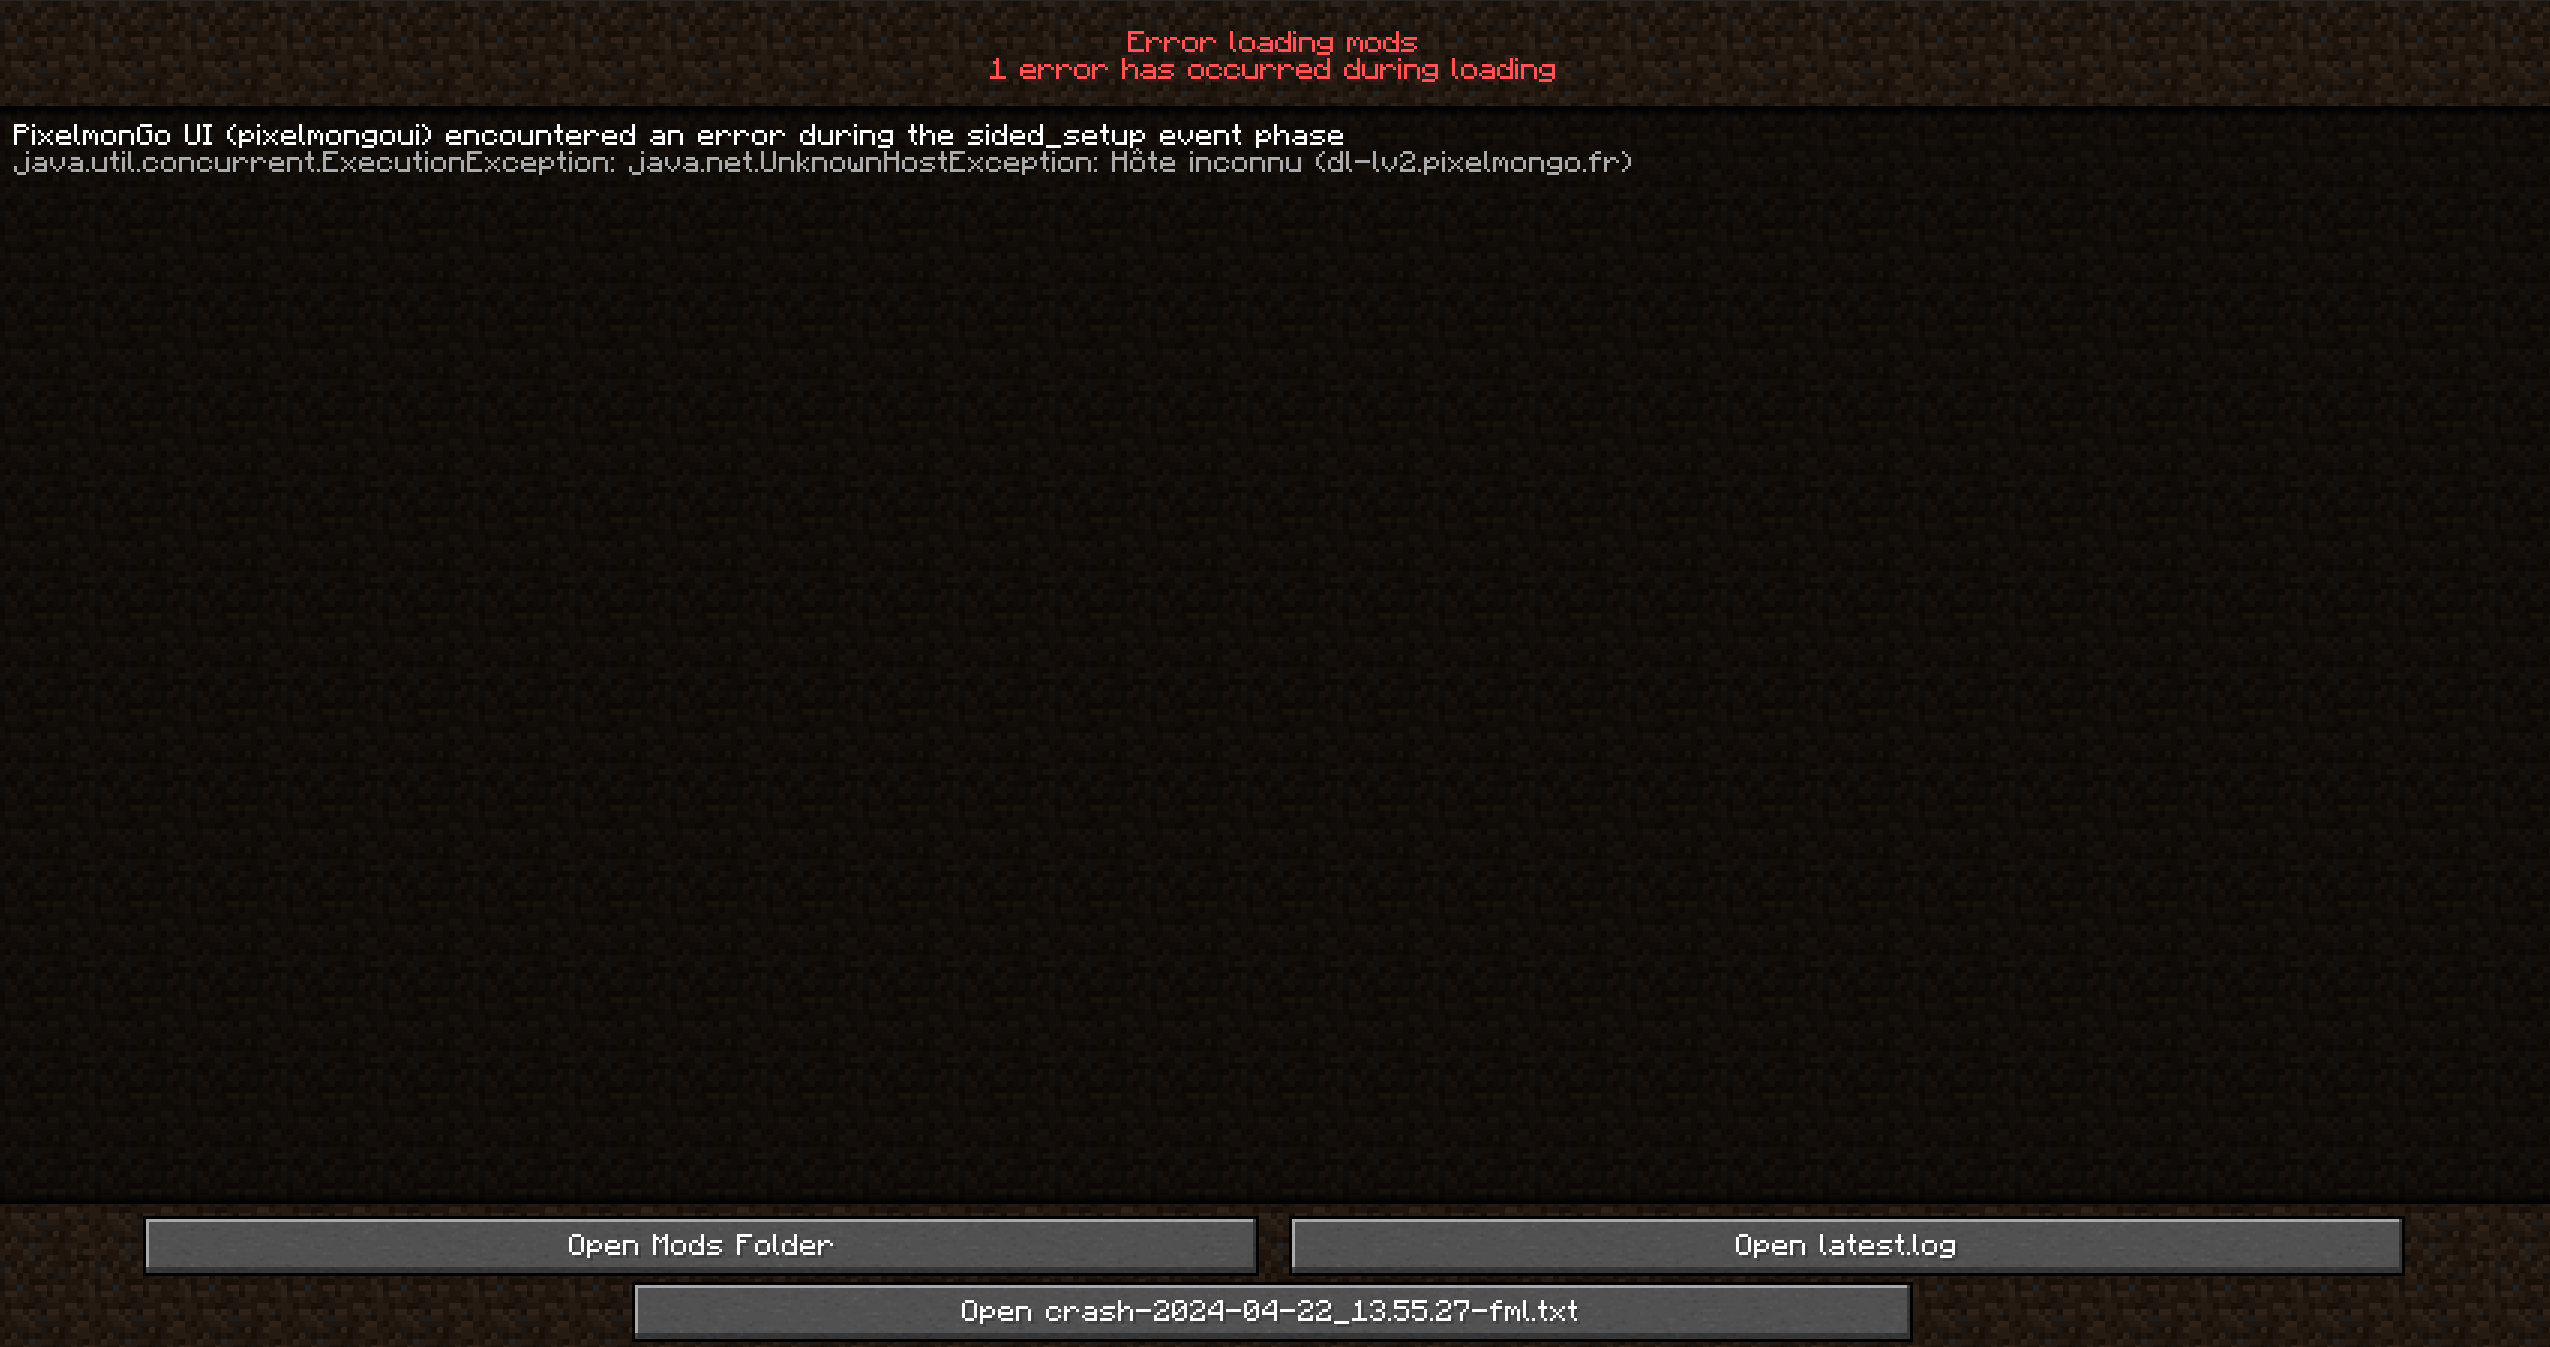 Error loading mods
1 error has occurred during loading
PixelmonGo UI (pixelmongoui) encountered an error during the sided_setup event phase
java.util.concurrent.ExecutionException: java.net.UnknownHostException: Hôte inconnu (dl-lv2.pixelmongo.fr)
Open Mods Folder
Open latest.log
Open crash-2024-04-22_13.55.27-fml.txt